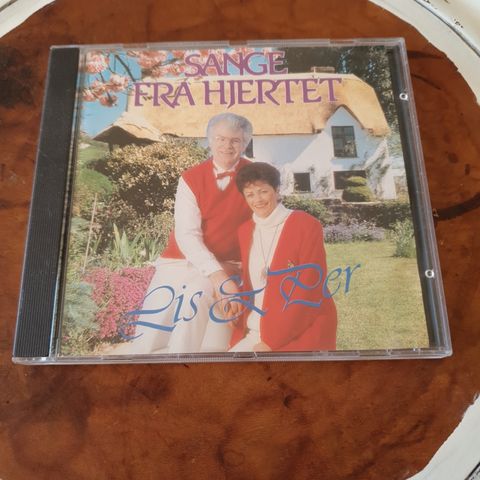 SANGE
FRA HJERTET
Lis & Per